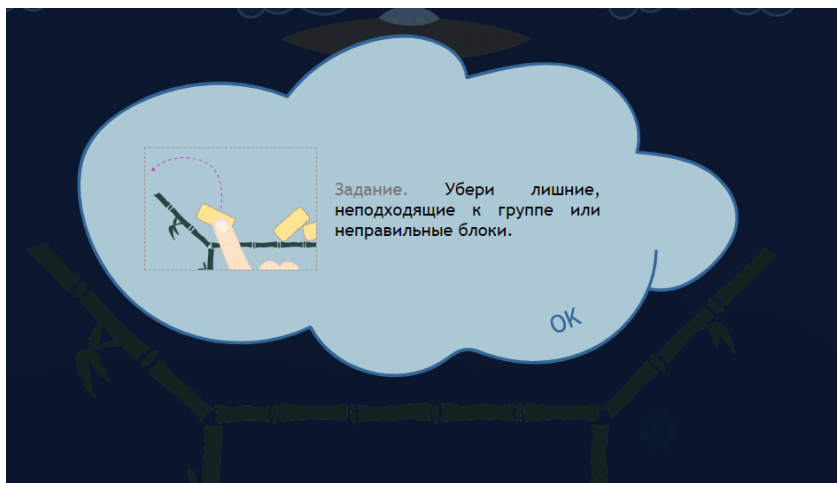 Задание. Убери лишние,
неподходящие к группе или
неправильные блоки.
OK